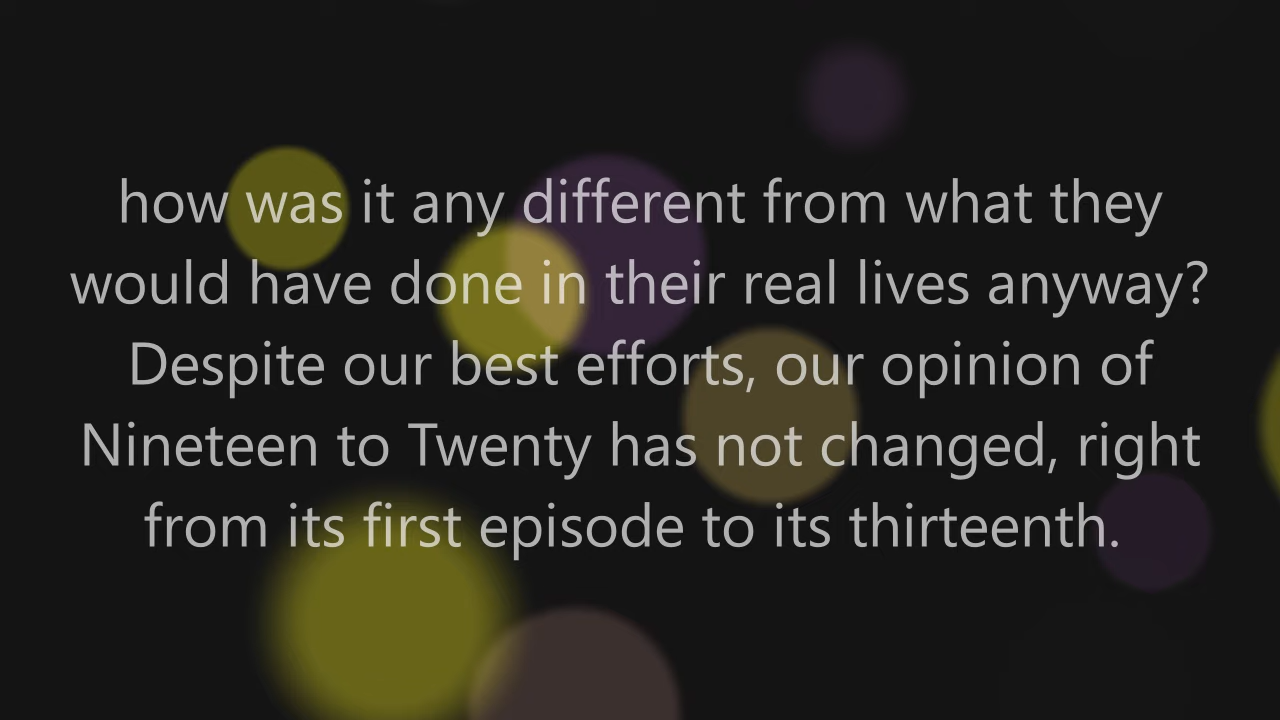 how was it any different from what they
would have done in their real lives anyway?
Despite our best efforts, our opinion of
Nineteen to Twenty has not changed, right
from its first episode to its thirteenth.